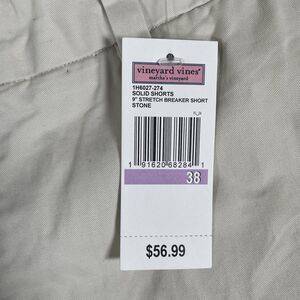 vineyard vines®
martha's vineyard
1H6027-274
SOLID SHORTS
9" STRETCH BREAKER SHORT
STONE
1 91620 68284 1
38
$56.99